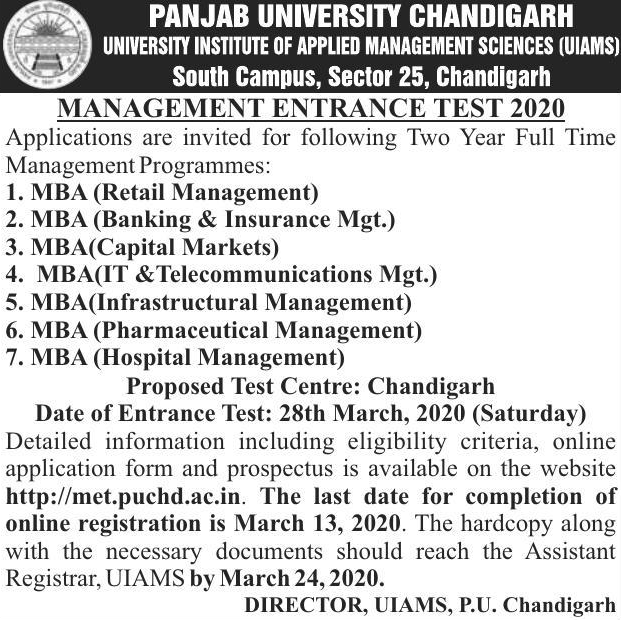 PANJAB UNIVERSITY CHANDIGARH
UNIVERSITY INSTITUTE OF APPLIED MANAGEMENT SCIENCES (UIAMS)
South Campus, Sector 25, Chandigarh
MANAGEMENT ENTRANCE TEST 2020
Applications are invited for following Two Year Full Time
Management Programmes:
1. MBA (Retail Management)
2. MBA (Banking & Insurance Mgt.)
3. MBA(Capital Markets)
4. MBA(IT &Telecommunications Mgt.)
5. MBA(Infrastructural Management)
6. MBA (Pharmaceutical Management)
7. MBA (Hospital Management)
Proposed Test Centre: Chandigarh
Date of Entrance Test: 28th March, 2020 (Saturday)
Detailed information including eligibility criteria, online
application form and prospectus is available on the website
http://met.puchd.ac.in. The last date for completion of
online registration is March 13, 2020. The hardcopy along
with the necessary documents should reach the Assistant
Registrar, UIAMS by March 24, 2020.
DIRECTOR, UIAMS, P.U. Chandigarh